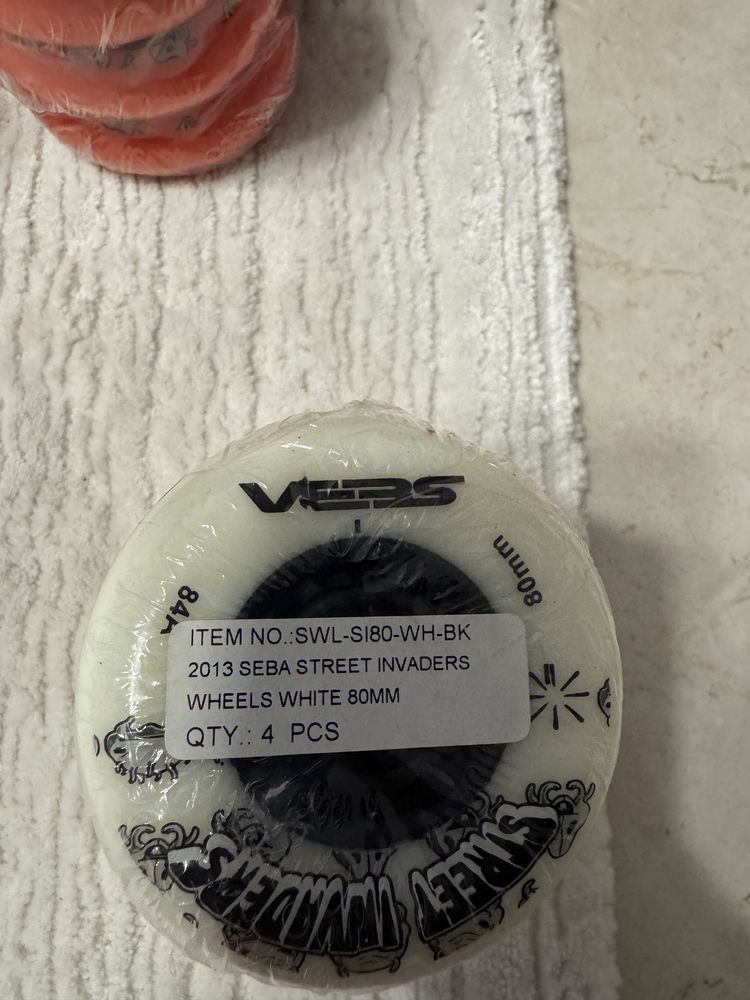 SEBA
80mm
84A
ITEM NO.:SWL-SI80-WH-BK
2013 SEBA STREET INVADERS
WHEELS WHITE 80MM
QTY.: 4 PCS
STREET INVADERS